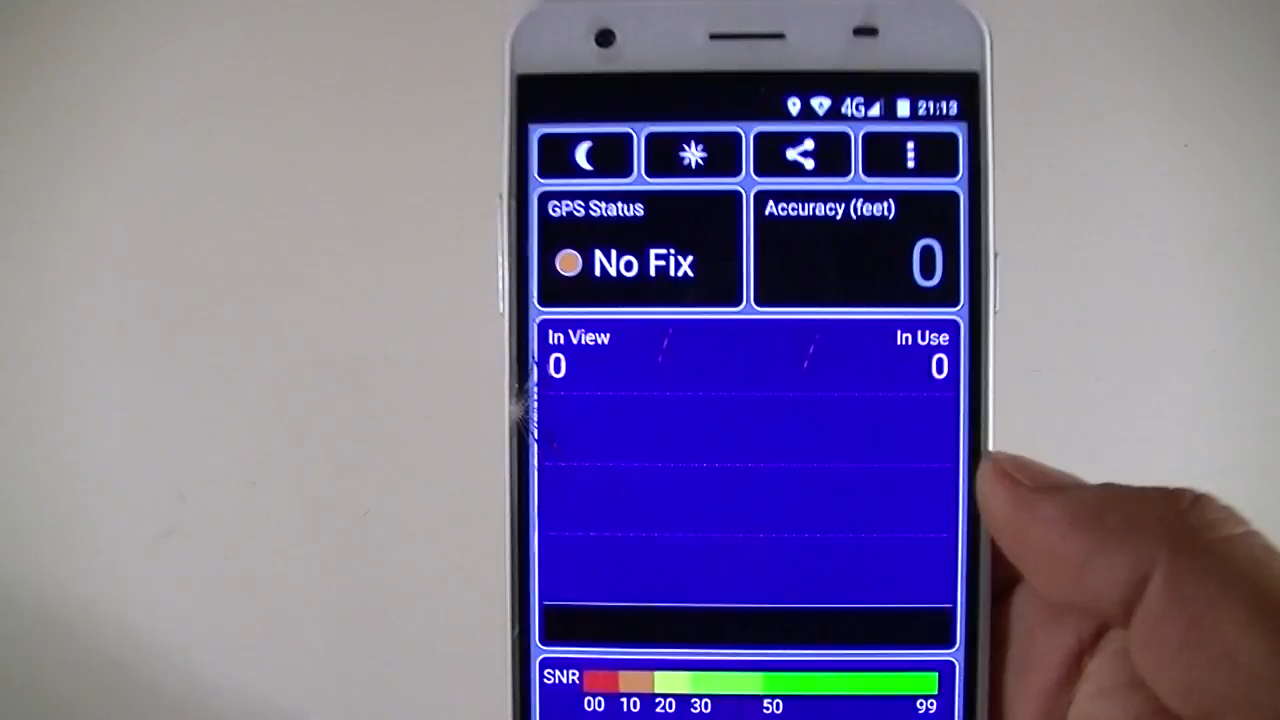 4G 21:13
GPS Status
No Fix
Accuracy (feet)
0
In View
0
In Use
0
SNR
00 10 20 30 50 99